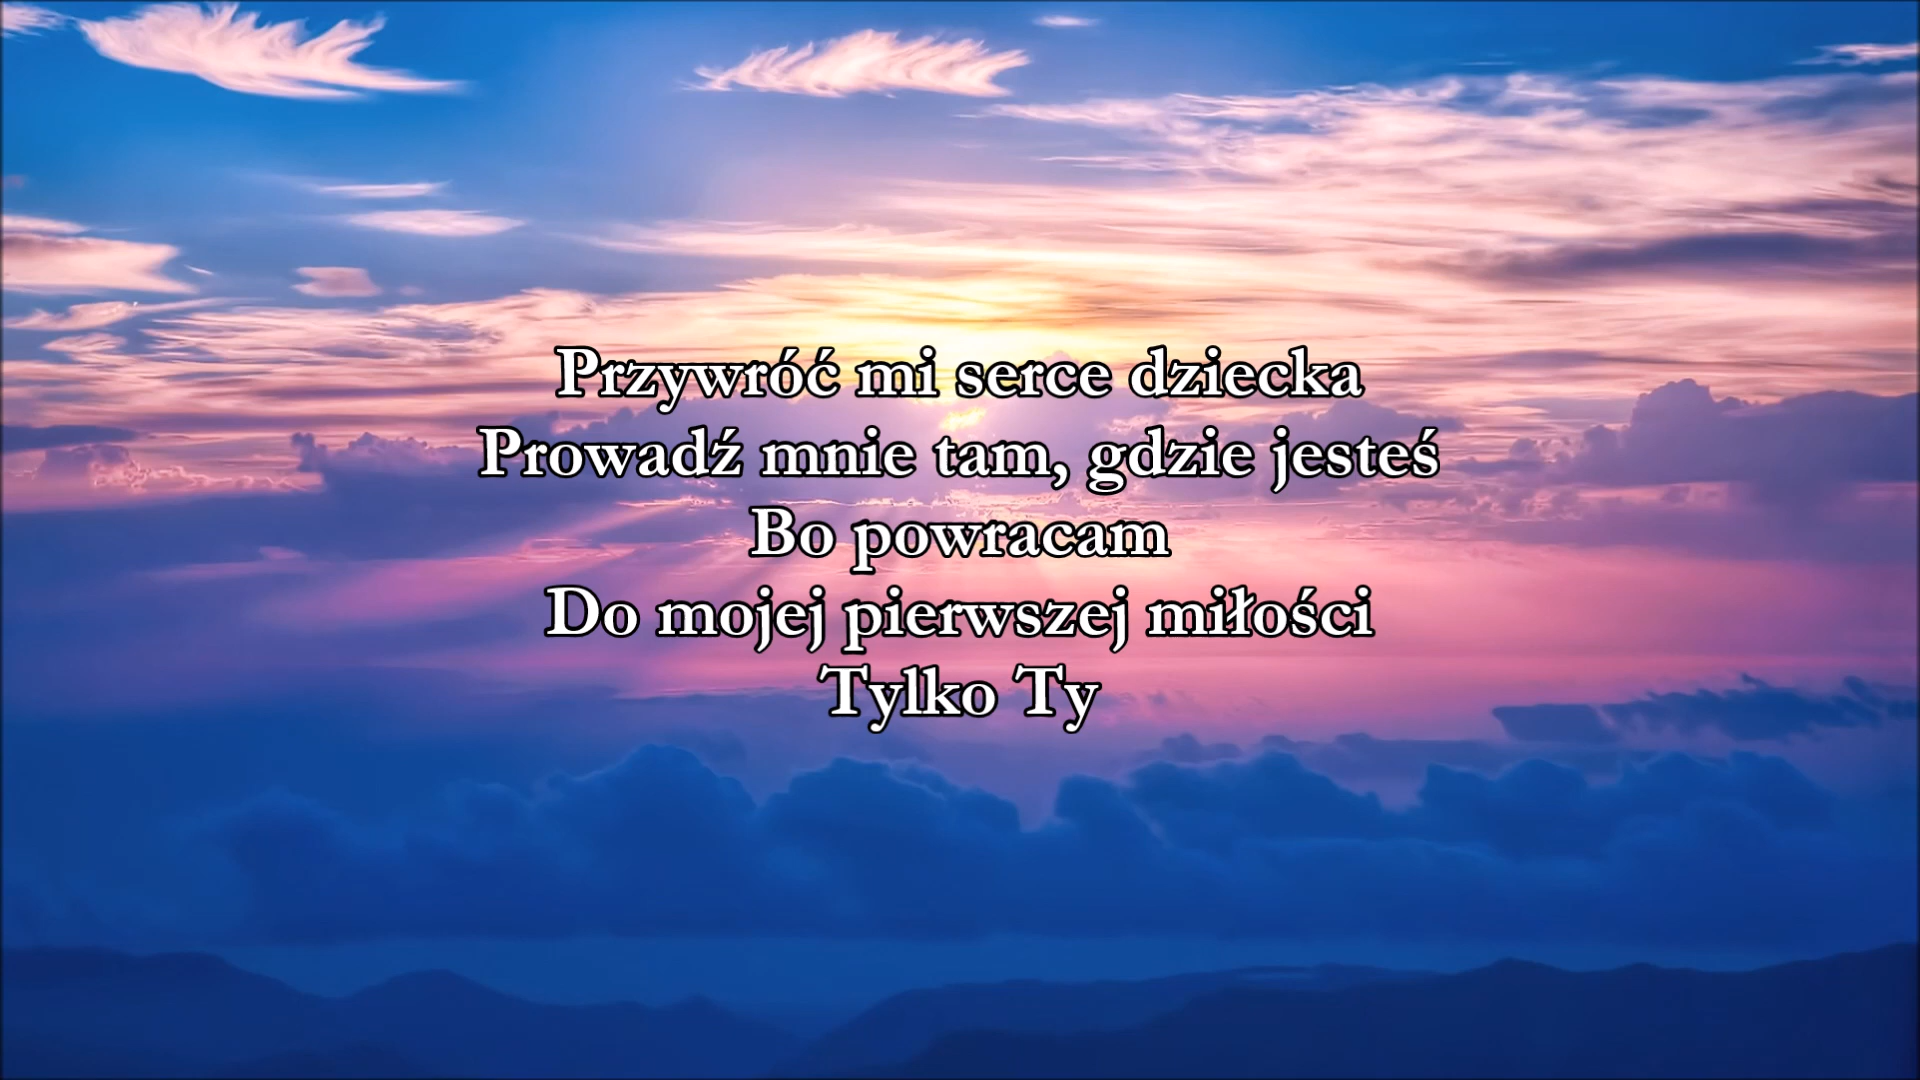 Przywróć mi serce dziecka
Prowadź mnie tam, gdzie jesteś
Bo powracam
Do mojej pierwszej miłości
Tylko Ty